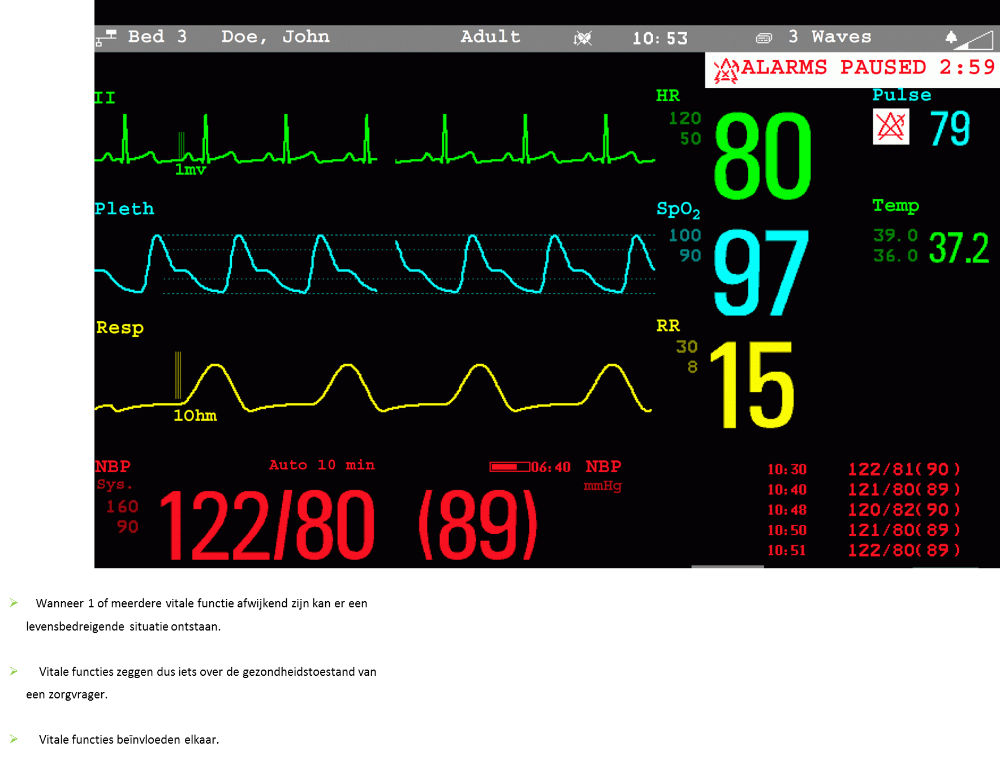 Bed 3 Doe, John Adult 10:53 3 Waves
ALARMS PAUSED 2:59
II
1mv
HR
120
50
80
Pulse
79
Pleth
SpO2
100
90
97
Temp
39.0
36.0
37.2
Resp
10hm
RR
30
8
15
NBP Auto 10 min 06:40 NBP
Sys. mmHg
160
90
122/80 (89)
10:30 122/81(90)
10:40 121/80(89)
10:48 120/82(90)
10:50 121/80(89)
10:51 122/80(89)
Wanneer 1 of meerdere vitale functie afwijkend zijn kan er een
levensbedreigende situatie ontstaan.
Vitale functies zeggen dus iets over de gezondheidstoestand van
een zorgvrager.
Vitale functies beïnvloeden elkaar.